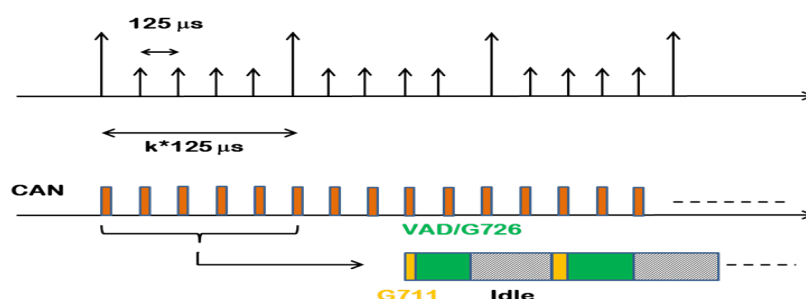 125 μs
k*125 μs
CAN
VAD/G726
G711
Idle